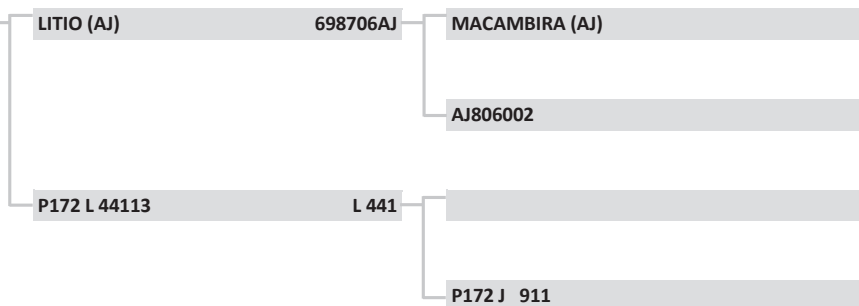 LITIO (AJ) 698706AJ MACAMBIRA (AJ)
AJ806002
P172 L 44113 L 441
P172 J 911